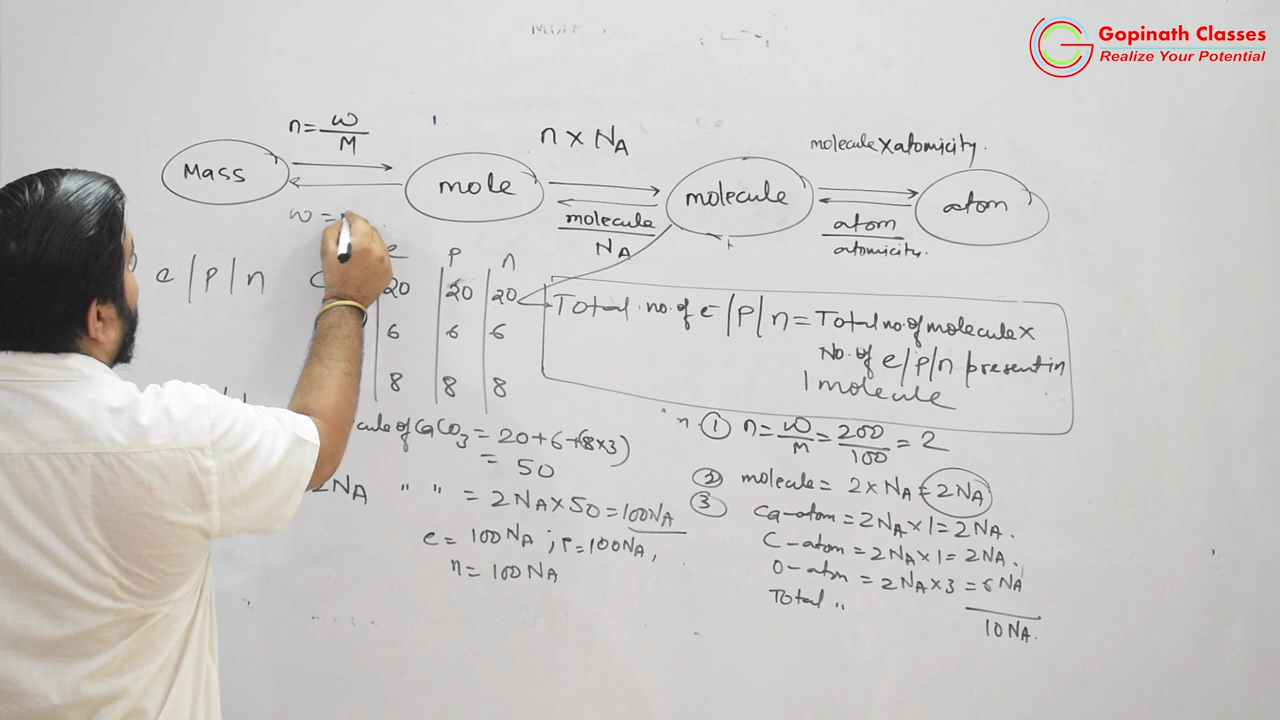 Gopinath Classes
Realize Your Potential
n = w/M
n × NA
molecule × atomicity.
Mass
mole
molecule
atom
w =
molecule/NA
atom/atomicity.
e | p | n
e p n
C 20 20 20
6 6 6
8 8 8
Total no. of e⁻ | p | n = Total no. of molecule ×
No. of e | p | n present in
1 molecule
cule of CaCO3 = 20 + 6 + (8×3)
= 50
2NA " " = 2NA × 50 = 100NA
e = 100NA ; P = 100NA,
n = 100NA
① n = w/M = 200/100 = 2
② molecule = 2 × NA = 2NA
③ Ca-atom = 2NA × 1 = 2NA.
C-atom = 2NA × 1 = 2NA.
O-atom = 2NA × 3 = 6NA
Total "
10NA.